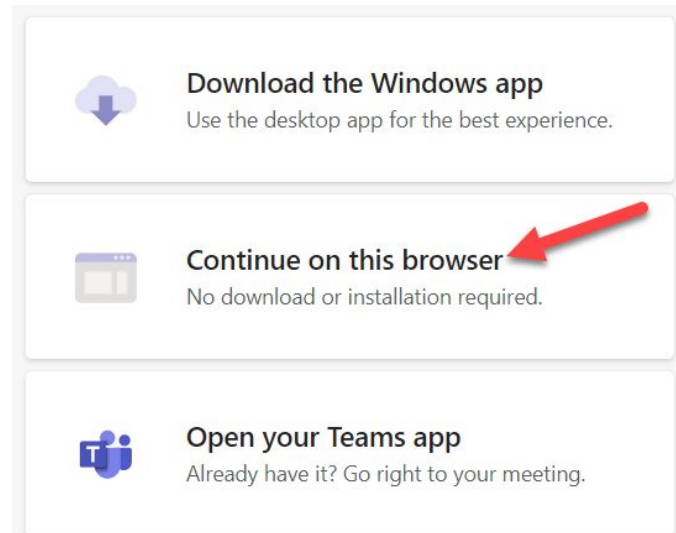 Download the Windows app
Use the desktop app for the best experience.
Continue on this browser
No download or installation required.
T
Open your Teams app
Already have it? Go right to your meeting.